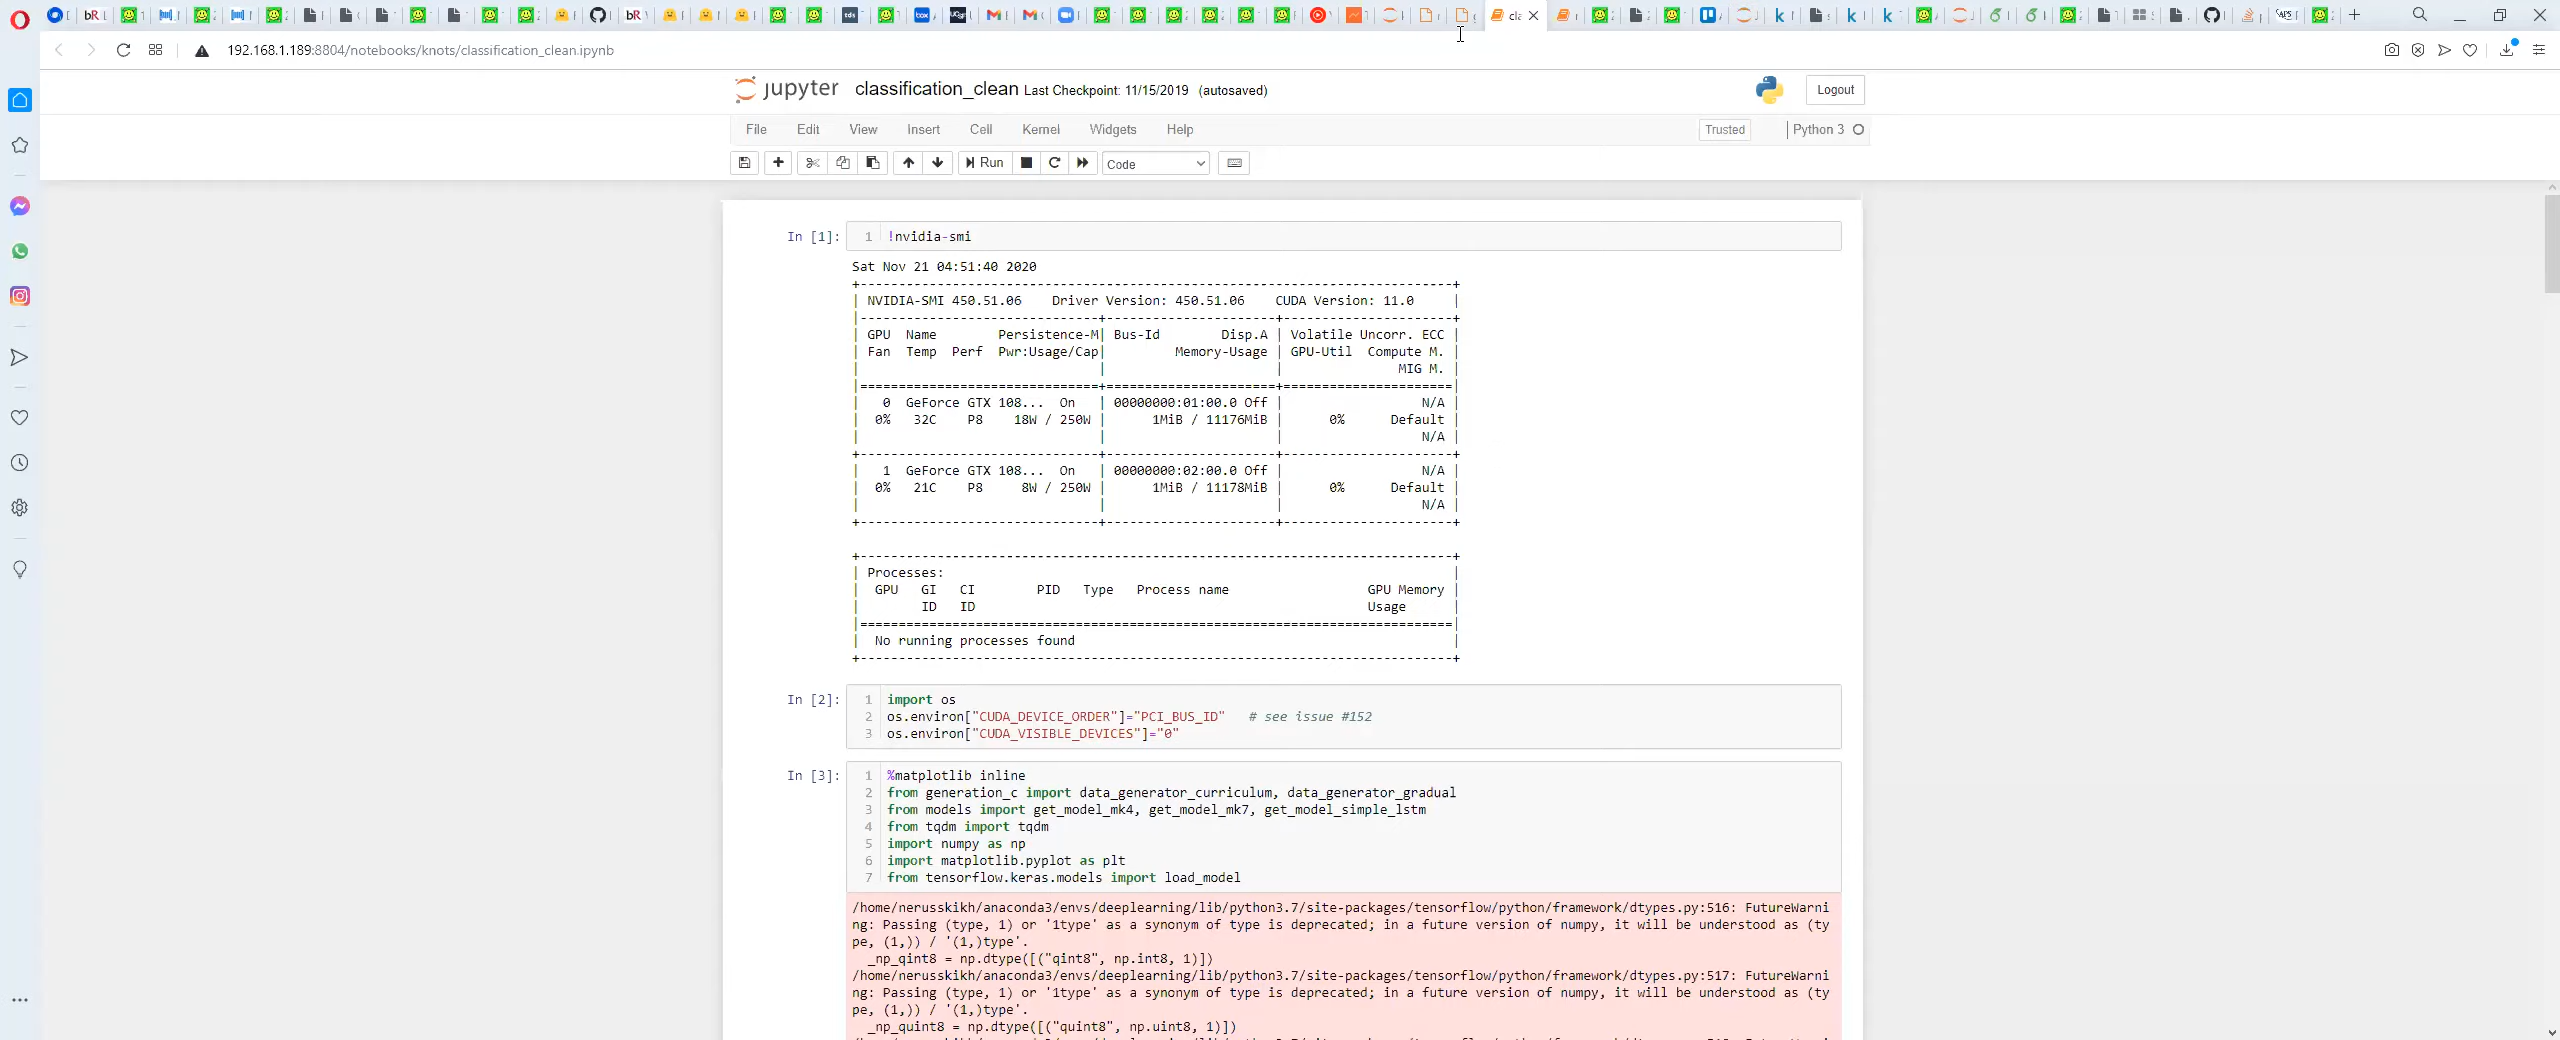 192.168.1.189:8804/notebooks/knots/classification_clean.ipynb
jupyter classification_clean Last Checkpoint: 11/15/2019 (autosaved)
Logout
File Edit View Insert Cell Kernel Widgets Help
Trusted | Python 3
Run Code
In [1]: 1 !nvidia-smi
Sat Nov 21 04:51:40 2020
+-----------------------------------------------------------------------------+
| NVIDIA-SMI 450.51.06    Driver Version: 450.51.06    CUDA Version: 11.0     |
|-------------------------------+----------------------+----------------------+
| GPU  Name        Persistence-M| Bus-Id        Disp.A | Volatile Uncorr. ECC |
| Fan  Temp  Perf  Pwr:Usage/Cap|         Memory-Usage | GPU-Util  Compute M. |
|                               |                      |               MIG M. |
|===============================+======================+======================|
|   0  GeForce GTX 108...  On   | 00000000:01:00.0 Off |                  N/A |
|  0%   32C    P8    18W / 250W |      1MiB / 11176MiB |      0%      Default |
|                               |                      |                  N/A |
+-------------------------------+----------------------+----------------------+
|   1  GeForce GTX 108...  On   | 00000000:02:00.0 Off |                  N/A |
|  0%   21C    P8     8W / 250W |      1MiB / 11178MiB |      0%      Default |
|                               |                      |                  N/A |
+-------------------------------+----------------------+----------------------+
+-----------------------------------------------------------------------------+
| Processes:                                                                  |
|  GPU   GI   CI        PID   Type   Process name                  GPU Memory |
|        ID   ID                                                   Usage      |
|=============================================================================|
|  No running processes found                                                 |
+-----------------------------------------------------------------------------+
In [2]: 1 import os
2 os.environ["CUDA_DEVICE_ORDER"]="PCI_BUS_ID"   # see issue #152
3 os.environ["CUDA_VISIBLE_DEVICES"]="0"
In [3]: 1 %matplotlib inline
2 from generation_c import data_generator_curriculum, data_generator_gradual
3 from models import get_model_mk4, get_model_mk7, get_model_simple_lstm
4 from tqdm import tqdm
5 import numpy as np
6 import matplotlib.pyplot as plt
7 from tensorflow.keras.models import load_model
/home/nerusskikh/anaconda3/envs/deeplearning/lib/python3.7/site-packages/tensorflow/python/framework/dtypes.py:516: FutureWarni
ng: Passing (type, 1) or '1type' as a synonym of type is deprecated; in a future version of numpy, it will be understood as (ty
pe, (1,)) / '(1,)type'.
_np_qint8 = np.dtype([("qint8", np.int8, 1)])
/home/nerusskikh/anaconda3/envs/deeplearning/lib/python3.7/site-packages/tensorflow/python/framework/dtypes.py:517: FutureWarni
ng: Passing (type, 1) or '1type' as a synonym of type is deprecated; in a future version of numpy, it will be understood as (ty
pe, (1,)) / '(1,)type'.
_np_quint8 = np.dtype([("quint8", np.uint8, 1)])